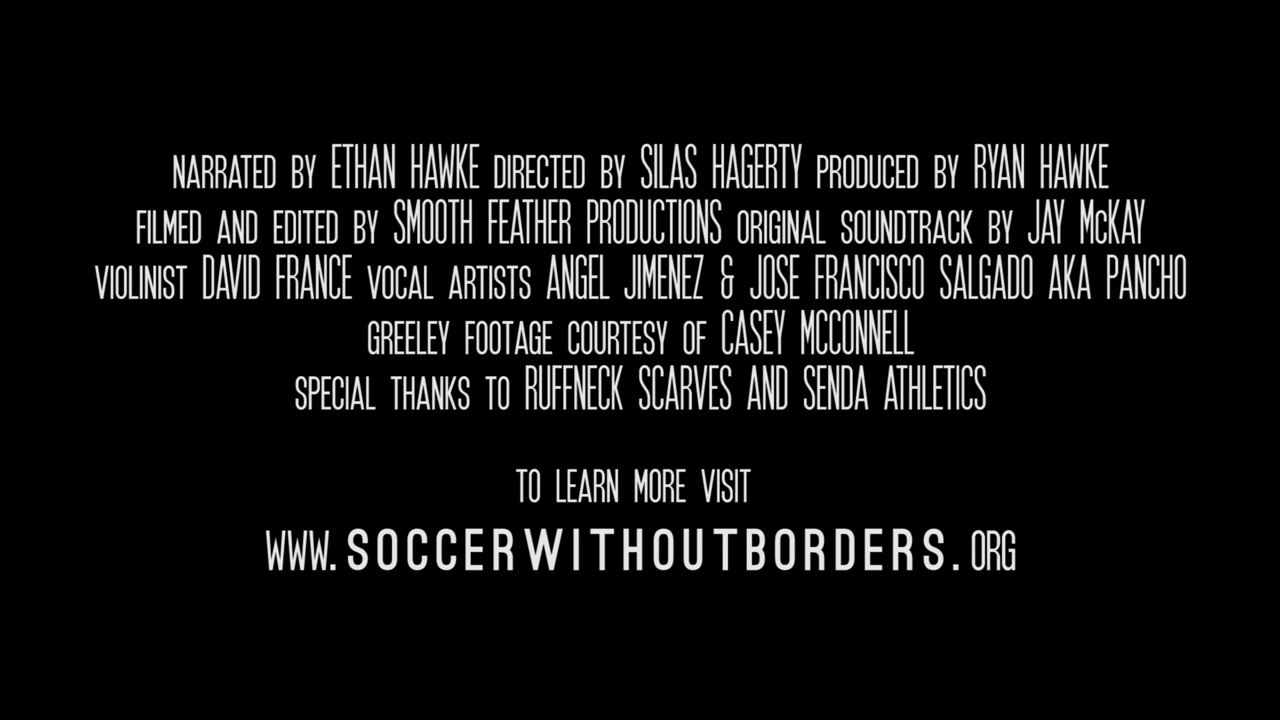 NARRATED BY ETHAN HAWKE DIRECTED BY SILAS HAGERTY PRODUCED BY RYAN HAWKE
FILMED AND EDITED BY SMOOTH FEATHER PRODUCTIONS ORIGINAL SOUNDTRACK BY JAY McKAY
VIOLINIST DAVID FRANCE VOCAL ARTISTS ANGEL JIMENEZ & JOSE FRANCISCO SALGADO AKA PANCHO
GREELEY FOOTAGE COURTESY OF CASEY MCCONNELL
SPECIAL THANKS TO RUFFNECK SCARVES AND SENDA ATHLETICS
TO LEARN MORE VISIT
WWW.SOCCERWITHOUTBORDERS.ORG